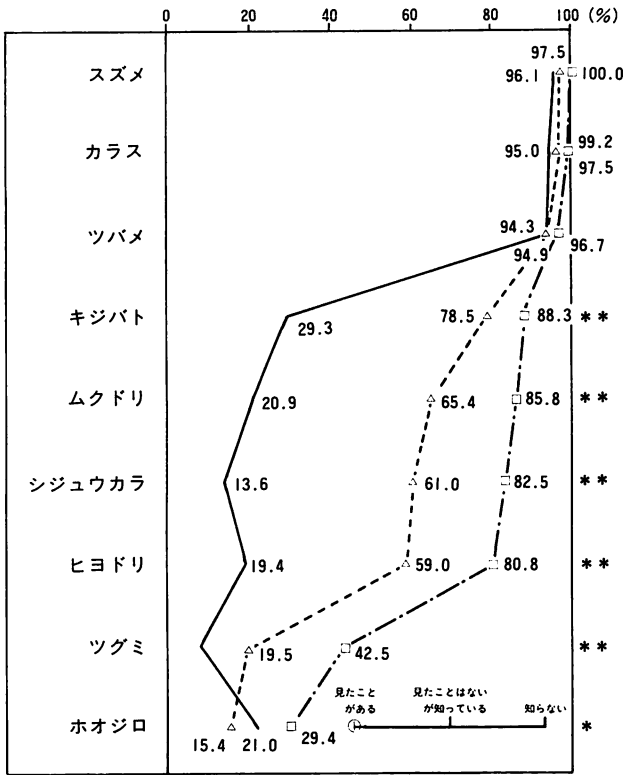 0 20 40 60 80 100 (%)
97.5
スズメ 96.1 100.0
99.2
カラス 95.0
97.5
94.3
ツバメ 96.7
94.9
キジバト 29.3 78.5 88.3 **
ムクドリ 20.9 65.4 85.8 **
シジュウカラ 13.6 61.0 82.5 **
ヒヨドリ 19.4 59.0 80.8 **
ツグミ 19.5 42.5 **
見たこと 見たことはない
がある が知っている 知らない
ホオジロ *
15.4 21.0 29.4